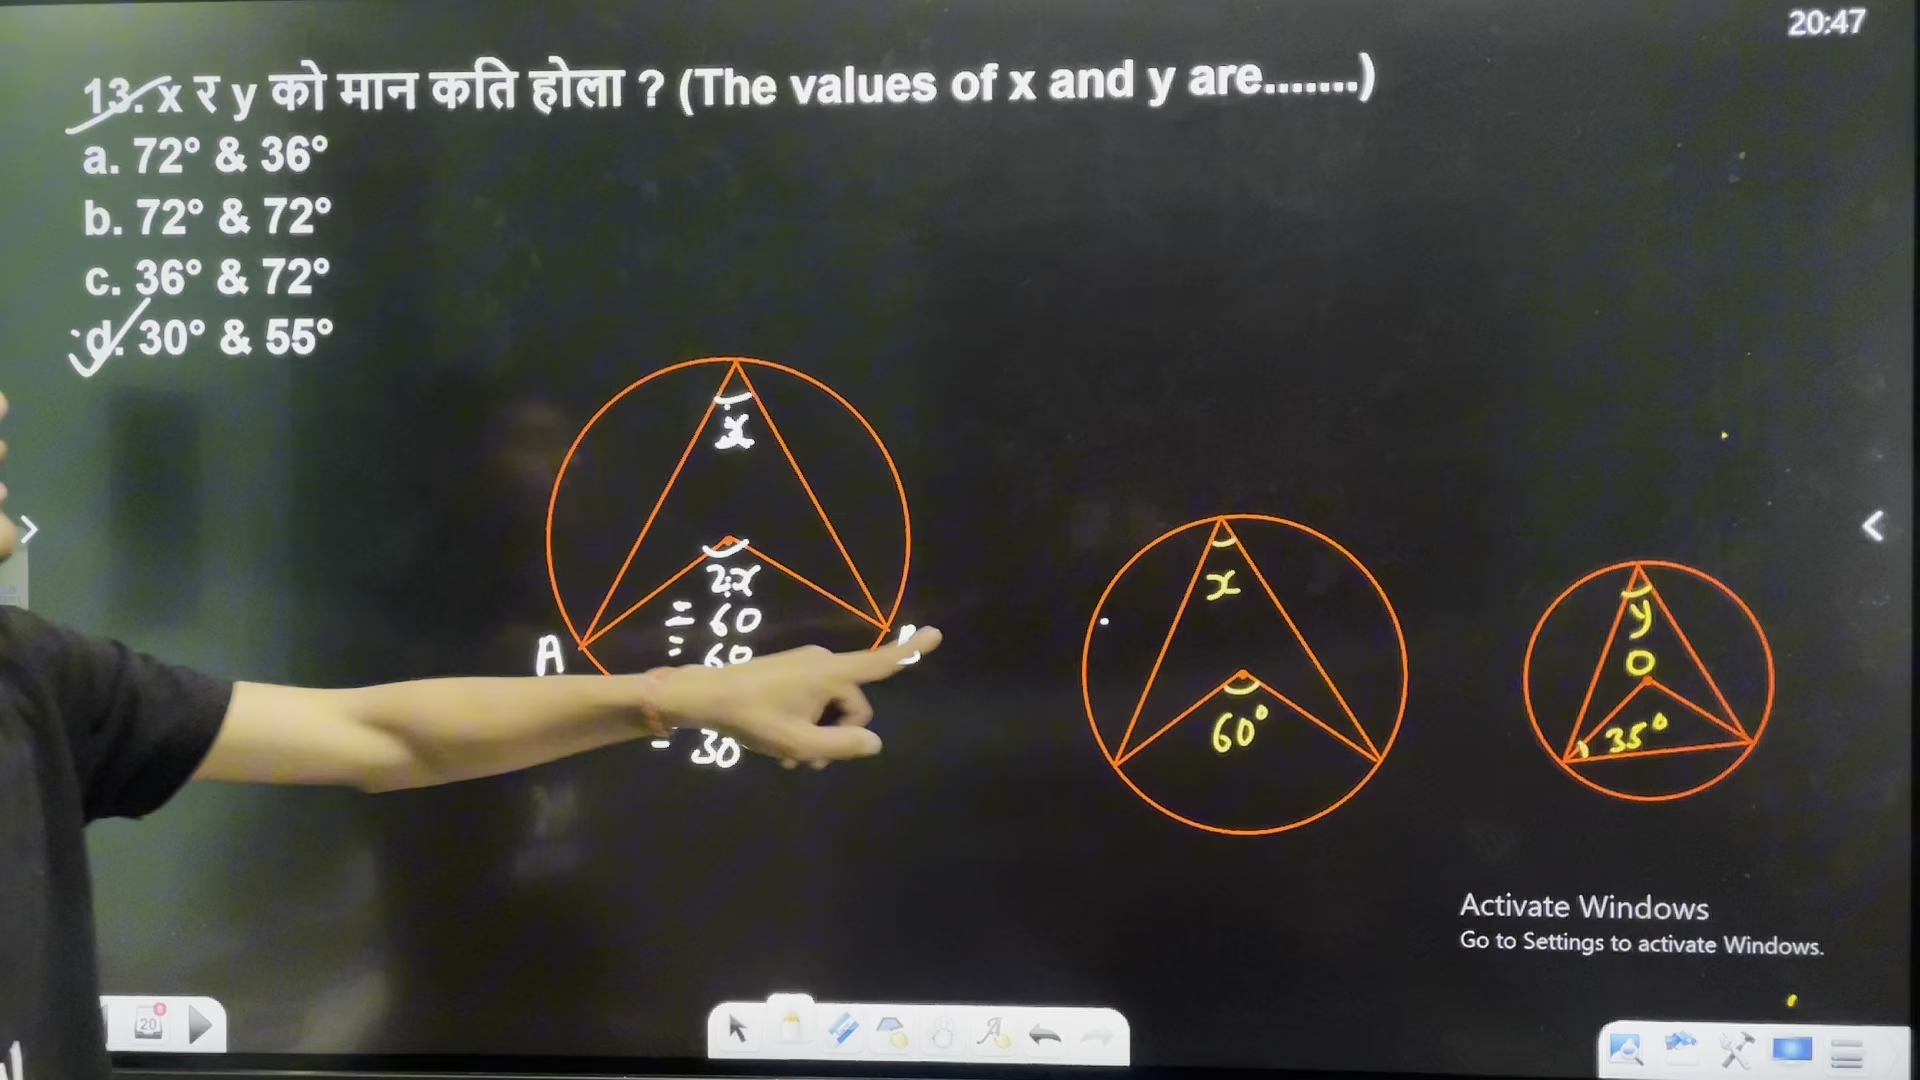 20:47
13. x र y को मान कति होला ? (The values of x and y are.......)
a. 72° & 36°
b. 72° & 72°
c. 36° & 72°
d. 30° & 55°
x
2x
= 60
= 60
= 30
A
x
60°
y
O
35°
Activate Windows
Go to Settings to activate Windows.
20